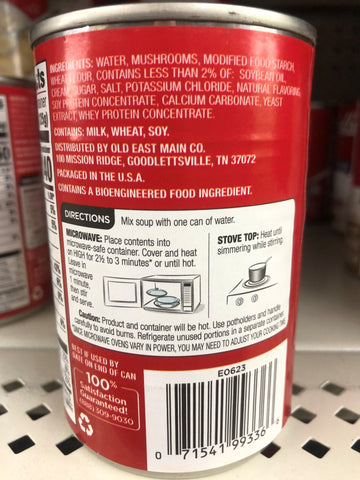 INGREDIENTS: WATER, MUSHROOMS, MODIFIED FOOD STARCH,
WHEAT FLOUR, CONTAINS LESS THAN 2% OF: SOYBEAN OIL,
CREAM, SUGAR, SALT, POTASSIUM CHLORIDE, NATURAL FLAVORING,
SOY PROTEIN CONCENTRATE, CALCIUM CARBONATE, YEAST
EXTRACT, WHEY PROTEIN CONCENTRATE.
CONTAINS: MILK, WHEAT, SOY.
DISTRIBUTED BY OLD EAST MAIN CO.
100 MISSION RIDGE, GOODLETTSVILLE, TN 37072
PACKAGED IN THE U.S.A.
CONTAINS A BIOENGINEERED FOOD INGREDIENT.
DIRECTIONS Mix soup with one can of water.
MICROWAVE: Place contents into
microwave-safe container. Cover and heat
on HIGH for 2½ to 3 minutes* or until hot.
Leave in
microwave
1 minute,
then stir
and serve.
STOVE TOP: Heat until
simmering while stirring.
Caution: Product and container will be hot. Use potholders and handle
carefully to avoid burns. Refrigerate unused portions in a separate container.
*SINCE MICROWAVE OVENS VARY IN POWER, YOU MAY NEED TO ADJUST YOUR COOKING TIME.
BEST IF USED BY
DATE ON END OF CAN
100%
Satisfaction
Guaranteed!
(888) 309-9030
E0623
0 71541 99336 6